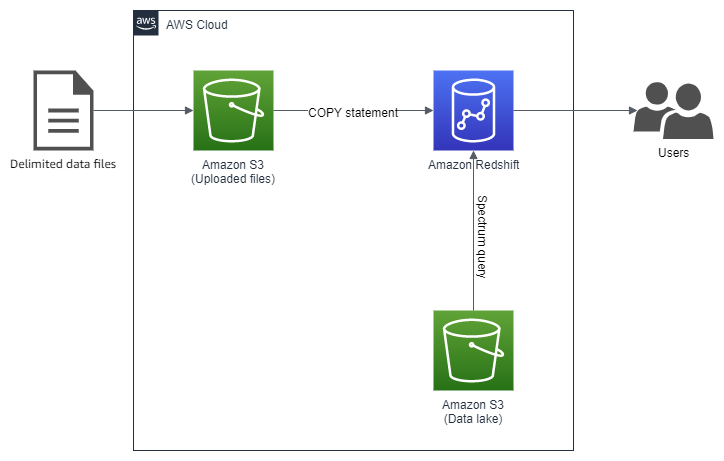 aws
AWS Cloud
Delimited data files
Amazon S3
(Uploaded files)
COPY statement
Amazon Redshift
Users
Spectrum query
Amazon S3
(Data lake)